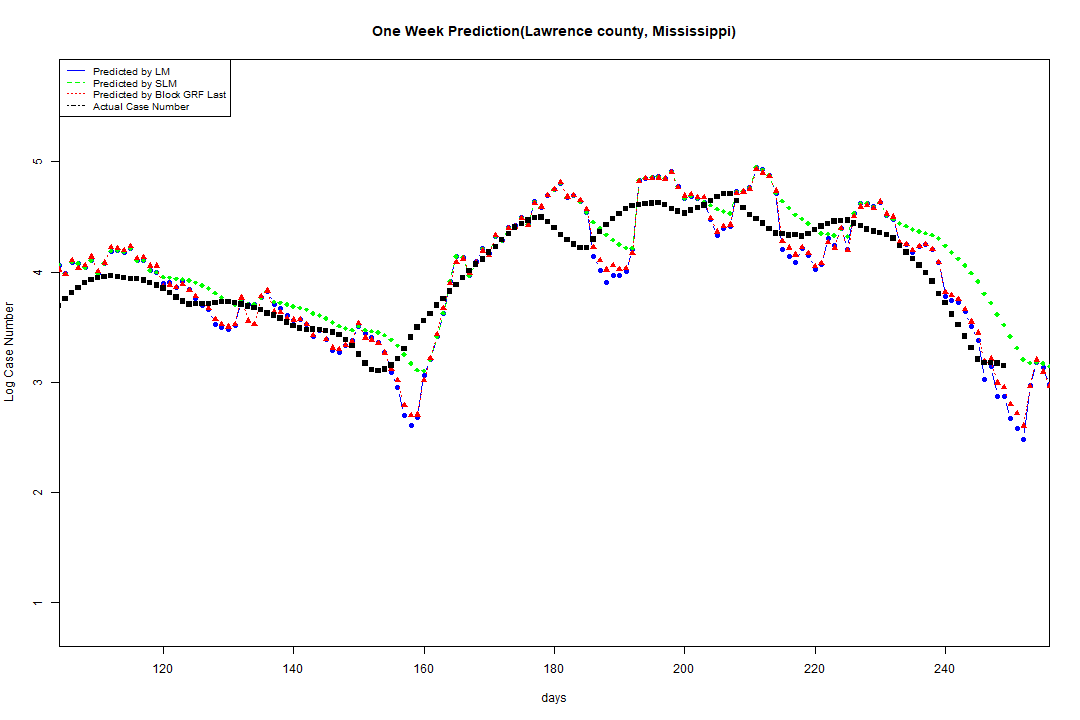 One Week Prediction(Lawrence county, Mississippi)
Predicted by LM
Predicted by SLM
Predicted by Block GRF Last
Actual Case Number
5
4
3
2
1
Log Case Number
120 140 160 180 200 220 240
days